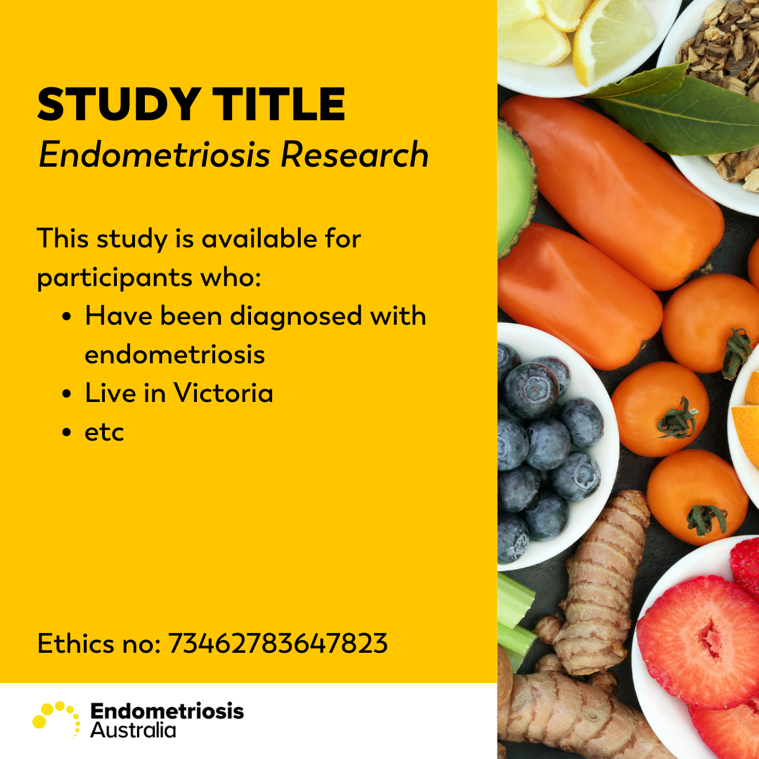 STUDY TITLE
Endometriosis Research
This study is available for
participants who:
• Have been diagnosed with
endometriosis
• Live in Victoria
• etc
Ethics no: 73462783647823
Endometriosis
Australia